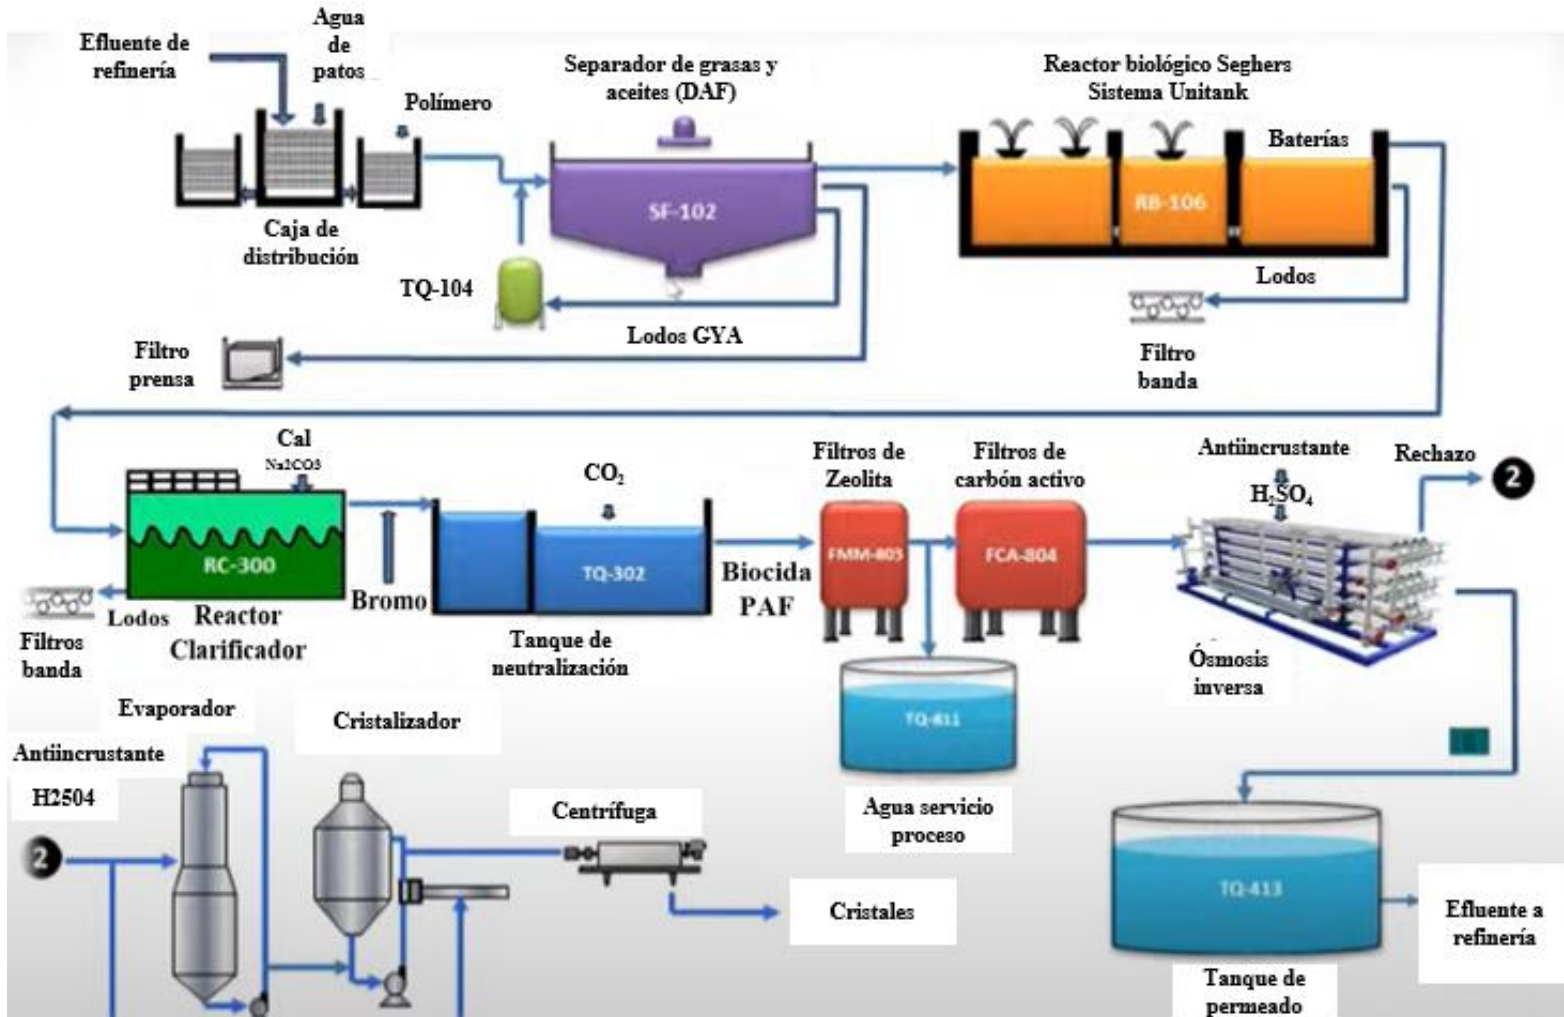 Efluente de
refinería
Agua
de
patos
Polímero
Separador de grasas y
aceites (DAF)
Reactor biológico Seghers
Sistema Unitank
Baterías
SF-102
RB-106
Caja de
distribución
TQ-104
Lodos
Lodos GYA
Filtro
prensa
Filtro
banda
Cal
Na2CO3
CO₂
Filtros de
Zeolita
Filtros de
carbón activo
Antiincrustante
H₂SO₄
Rechazo
2
RC-300
TQ-302
FMM-803
FCA-804
Biocida
PAF
Bromo
Lodos
Reactor
Clarificador
Filtros
banda
Tanque de
neutralización
Ósmosis
inversa
TQ-811
Agua servicio
proceso
Evaporador
Cristalizador
Antiincrustante
H2504
2
Centrífuga
Cristales
TQ-413
Efluente a
refinería
Tanque de
permeado